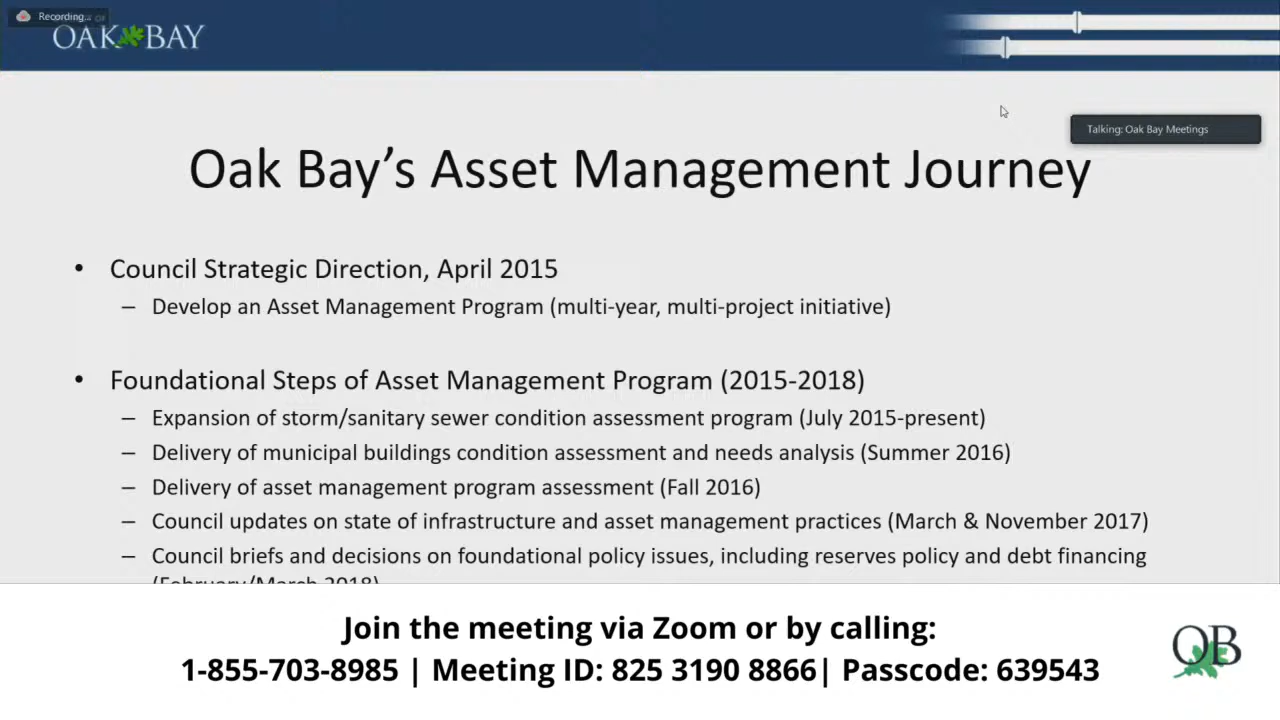 Recording...
OF
OAK BAY
Talking: Oak Bay Meetings
Oak Bay’s Asset Management Journey
• Council Strategic Direction, April 2015
– Develop an Asset Management Program (multi-year, multi-project initiative)
• Foundational Steps of Asset Management Program (2015-2018)
– Expansion of storm/sanitary sewer condition assessment program (July 2015-present)
– Delivery of municipal buildings condition assessment and needs analysis (Summer 2016)
– Delivery of asset management program assessment (Fall 2016)
– Council updates on state of infrastructure and asset management practices (March & November 2017)
– Council briefs and decisions on foundational policy issues, including reserves policy and debt financing
(February/March 2018)
Join the meeting via Zoom or by calling:
1-855-703-8985 | Meeting ID: 825 3190 8866| Passcode: 639543
OB